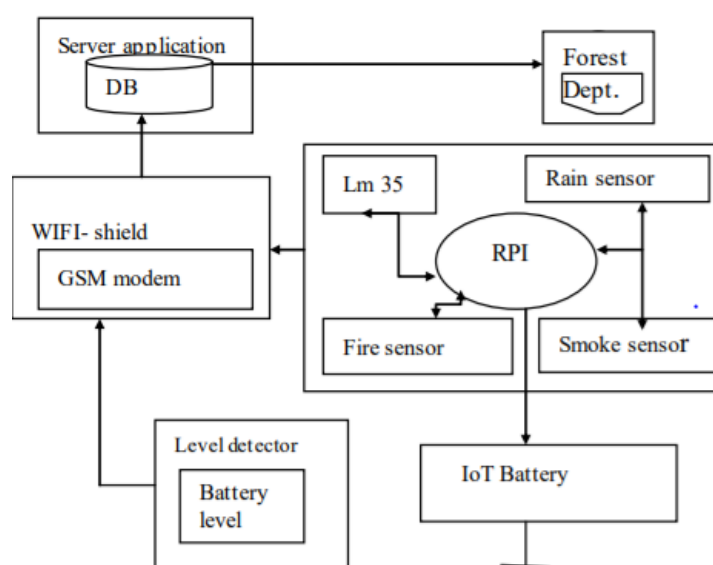 Server application
DB
Forest
Dept.
Lm 35
Rain sensor
WIFI- shield
GSM modem
RPI
Fire sensor
Smoke sensor
Level detector
Battery
level
IoT Battery